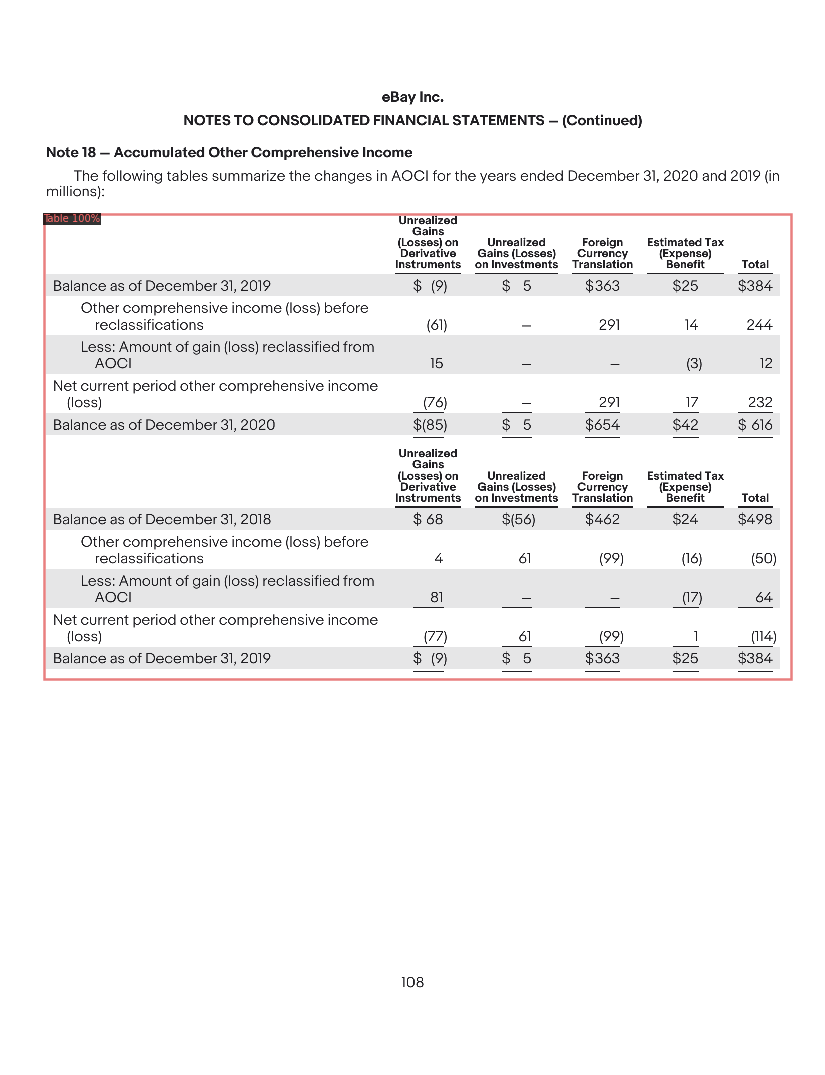 eBay Inc.
NOTES TO CONSOLIDATED FINANCIAL STATEMENTS — (Continued)
Note 18 — Accumulated Other Comprehensive Income
The following tables summarize the changes in AOCI for the years ended December 31, 2020 and 2019 (in
millions):
Table 100%
Unrealized
Gains
(Losses) on Unrealized Foreign Estimated Tax
Derivative Gains (Losses) Currency (Expense)
Instruments on Investments Translation Benefit Total
Balance as of December 31, 2019 $ (9) $ 5 $363 $25 $384
Other comprehensive income (loss) before
reclassifications (61) — 291 14 244
Less: Amount of gain (loss) reclassified from
AOCI 15 — — (3) 12
Net current period other comprehensive income
(loss) (76) — 291 17 232
Balance as of December 31, 2020 $(85) $ 5 $654 $42 $ 616
Unrealized
Gains
(Losses) on Unrealized Foreign Estimated Tax
Derivative Gains (Losses) Currency (Expense)
Instruments on Investments Translation Benefit Total
Balance as of December 31, 2018 $ 68 $(56) $462 $24 $498
Other comprehensive income (loss) before
reclassifications 4 61 (99) (16) (50)
Less: Amount of gain (loss) reclassified from
AOCI 81 — — (17) 64
Net current period other comprehensive income
(loss) (77) 61 (99) 1 (114)
Balance as of December 31, 2019 $ (9) $ 5 $363 $25 $384
108